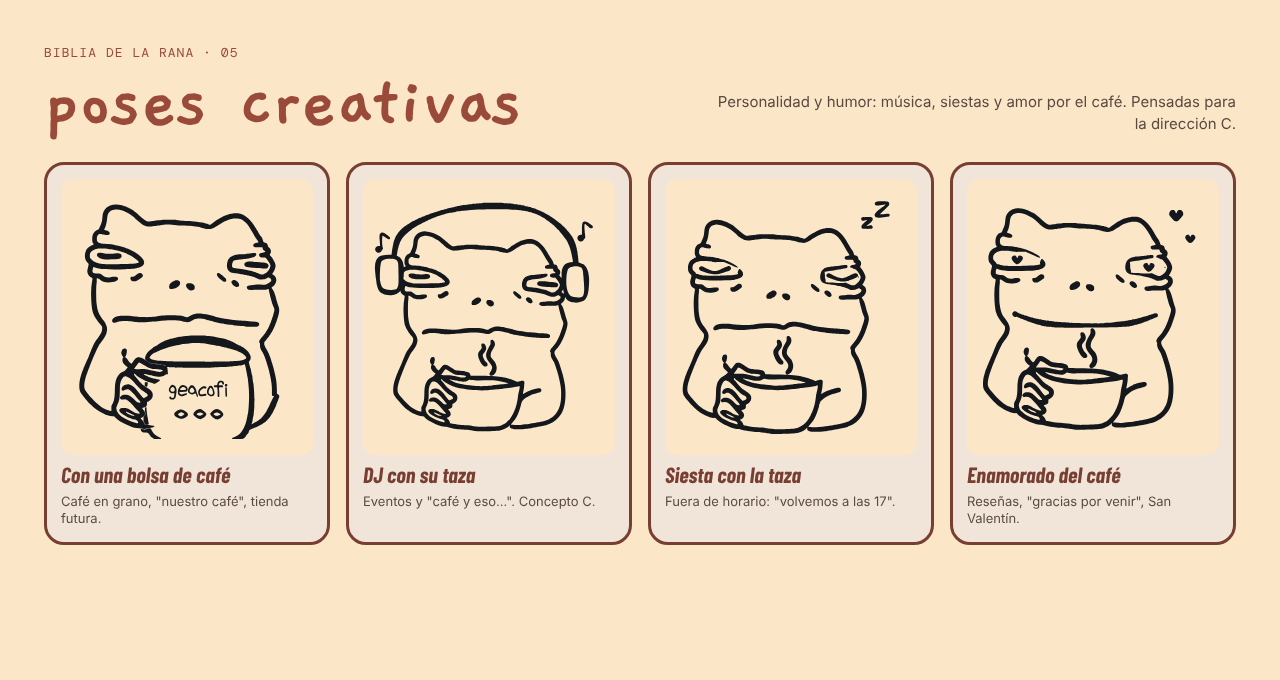 BIBLIA DE LA RANA · 05
poses creativas
Personalidad y humor: música, siestas y amor por el café. Pensadas para
la dirección C.
geacofi
zZ
Con una bolsa de café
Café en grano, "nuestro café", tienda
futura.
DJ con su taza
Eventos y "café y eso...". Concepto C.
Siesta con la taza
Fuera de horario: "volvemos a las 17".
Enamorado del café
Reseñas, "gracias por venir", San
Valentín.